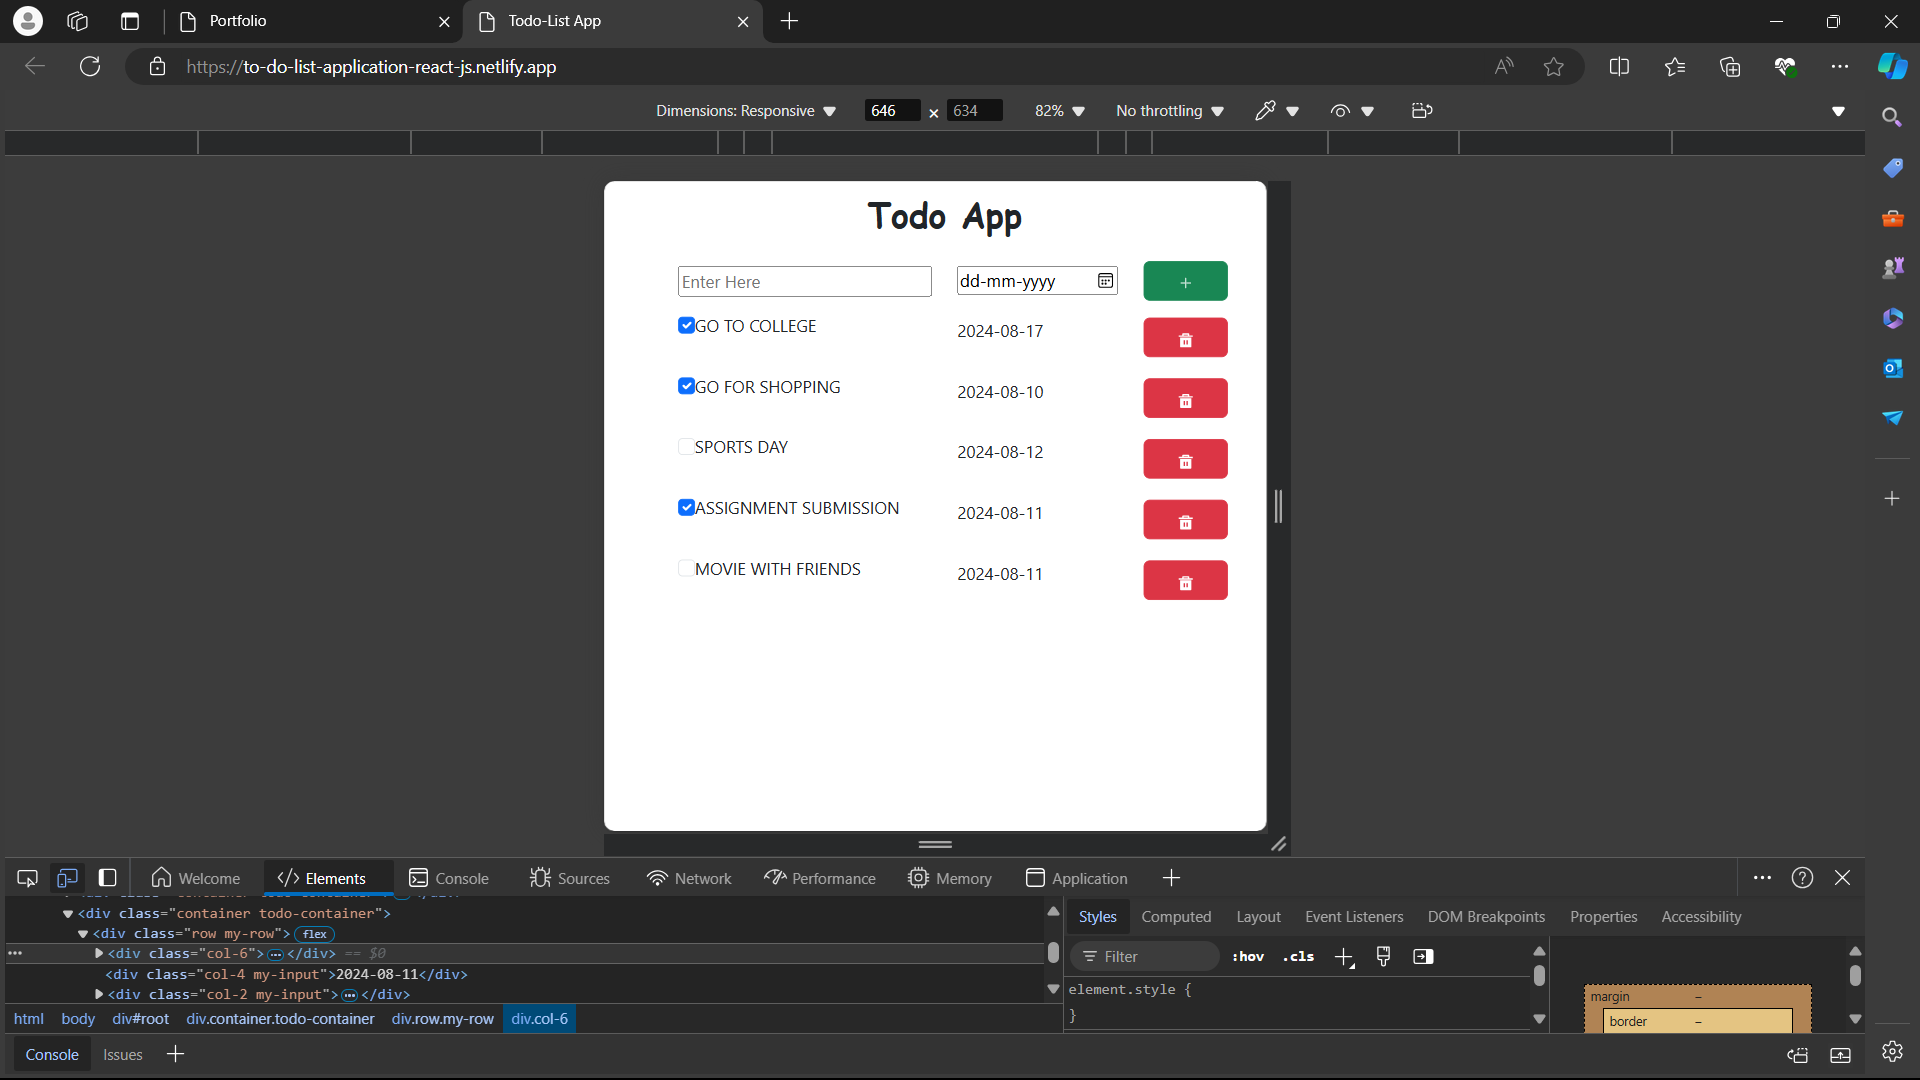 Portfolio
Todo-List App
https://to-do-list-application-react-js.netlify.app
Dimensions: Responsive 646 × 634 82% No throttling
Todo App
Enter Here dd-mm-yyyy +
GO TO COLLEGE 2024-08-17
GO FOR SHOPPING 2024-08-10
SPORTS DAY 2024-08-12
ASSIGNMENT SUBMISSION 2024-08-11
MOVIE WITH FRIENDS 2024-08-11
Welcome </> Elements Console Sources Network Performance Memory Application
<div class="container todo-container">
<div class="row my-row"> flex
<div class="col-6"> … </div> == $0
<div class="col-4 my-input">2024-08-11</div>
<div class="col-2 my-input"> … </div>
html body div#root div.container.todo-container div.row.my-row div.col-6
Styles Computed Layout Event Listeners DOM Breakpoints Properties Accessibility
Filter :hov .cls
element.style {
}
margin –
border –
Console Issues